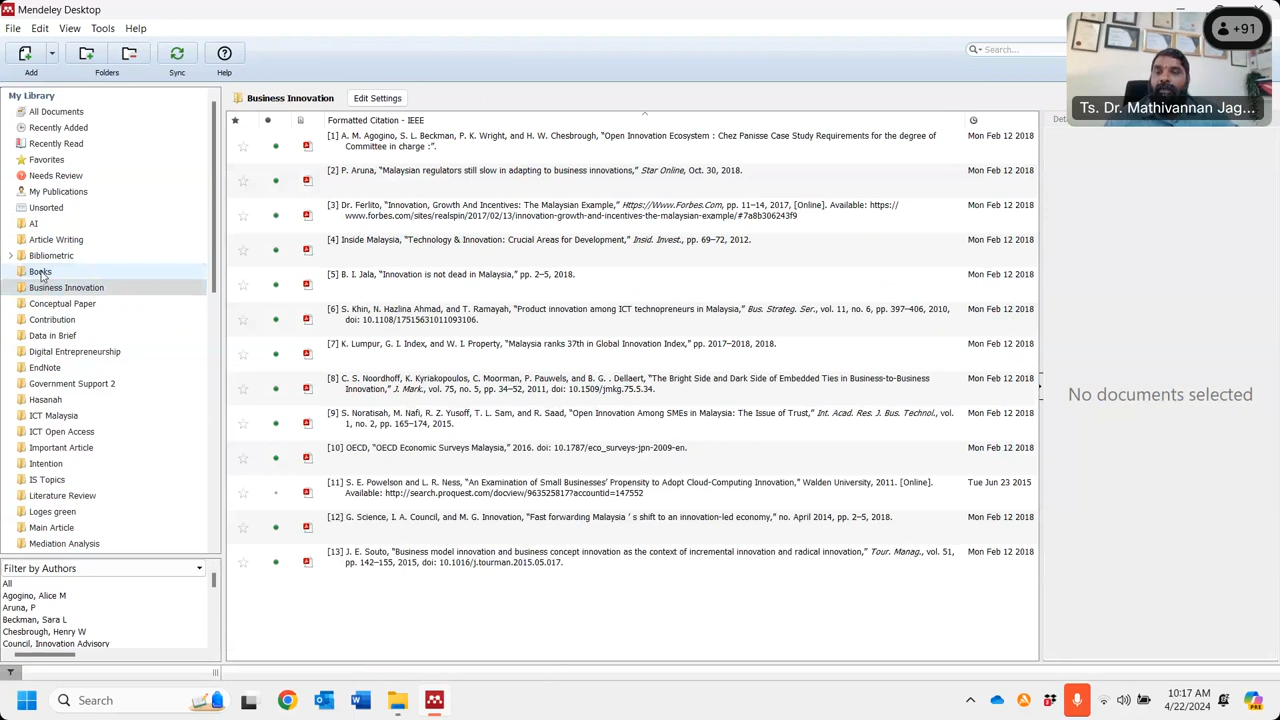 Mendeley Desktop
File Edit View Tools Help
Add Folders Sync Help
Search...
+91
Ts. Dr. Mathivannan Jag...
My Library
All Documents
Recently Added
Recently Read
Favorites
Needs Review
My Publications
Unsorted
AI
Article Writing
Bibliometric
Books
Business Innovation
Conceptual Paper
Contribution
Data in Brief
Digital Entrepreneurship
EndNote
Government Support 2
Hasanah
ICT Malaysia
ICT Open Access
Important Article
Intention
IS Topics
Literature Review
Loges green
Main Article
Mediation Analysis
Filter by Authors
All
Agogino, Alice M
Aruna, P
Beckman, Sara L
Chesbrough, Henry W
Council, Innovation Advisory
Business Innovation Edit Settings
Formatted Citation - IEEE
[1] A. M. Agogino, S. L. Beckman, P. K. Wright, and H. W. Chesbrough, “Open Innovation Ecosystem : Chez Panisse Case Study Requirements for the degree of Mon Feb 12 2018
Committee in charge :”.
[2] P. Aruna, “Malaysian regulators still slow in adapting to business innovations,” Star Online, Oct. 30, 2018. Mon Feb 12 2018
[3] Dr. Ferlito, “Innovation, Growth And Incentives: The Malaysian Example,” Https://Www.Forbes.Com, pp. 11–14, 2017, [Online]. Available: https:// Mon Feb 12 2018
www.forbes.com/sites/realspin/2017/02/13/innovation-growth-and-incentives-the-malaysian-example/#7a8b306243f9
[4] Inside Malaysia, “Technology & Innovation: Crucial Areas for Development,” Insid. Invest., pp. 69–72, 2012. Mon Feb 12 2018
[5] B. I. Jala, “Innovation is not dead in Malaysia,” pp. 2–5, 2018. Mon Feb 12 2018
[6] S. Khin, N. Hazlina Ahmad, and T. Ramayah, “Product innovation among ICT technopreneurs in Malaysia,” Bus. Strateg. Ser., vol. 11, no. 6, pp. 397–406, 2010, Mon Feb 12 2018
doi: 10.1108/17515631011093106.
[7] K. Lumpur, G. I. Index, and W. I. Property, “Malaysia ranks 37th in Global Innovation Index,” pp. 2017–2018, 2018. Mon Feb 12 2018
[8] C. S. Noordhoff, K. Kyriakopoulos, C. Moorman, P. Pauwels, and B. G. . Dellaert, “The Bright Side and Dark Side of Embedded Ties in Business-to-Business Mon Feb 12 2018
Innovation,” J. Mark., vol. 75, no. 5, pp. 34–52, 2011, doi: 10.1509/jmkg.75.5.34.
[9] S. Noratisah, M. Nafi, R. Z. Yusoff, T. L. Sam, and R. Saad, “Open Innovation Among SMEs in Malaysia: The Issue of Trust,” Int. Acad. Res. J. Bus. Technol., vol. Mon Feb 12 2018
1, no. 2, pp. 165–174, 2015.
[10] OECD, “OECD Economic Surveys Malaysia,” 2016. doi: 10.1787/eco_surveys-jpn-2009-en. Mon Feb 12 2018
[11] S. E. Powelson and L. R. Ness, “An Examination of Small Businesses’ Propensity to Adopt Cloud-Computing Innovation,” Walden University, 2011. [Online]. Tue Jun 23 2015
Available: http://search.proquest.com/docview/963525817?accountid=147552
[12] G. Science, I. A. Council, and M. G. Innovation, “Fast forwarding Malaysia ’ s shift to an innovation-led economy,” no. April 2014, pp. 2–5, 2018. Mon Feb 12 2018
[13] J. E. Souto, “Business model innovation and business concept innovation as the context of incremental innovation and radical innovation,” Tour. Manag., vol. 51, Mon Feb 12 2018
pp. 142–155, 2015, doi: 10.1016/j.tourman.2015.05.017.
No documents selected
Search
10:17 AM
4/22/2024